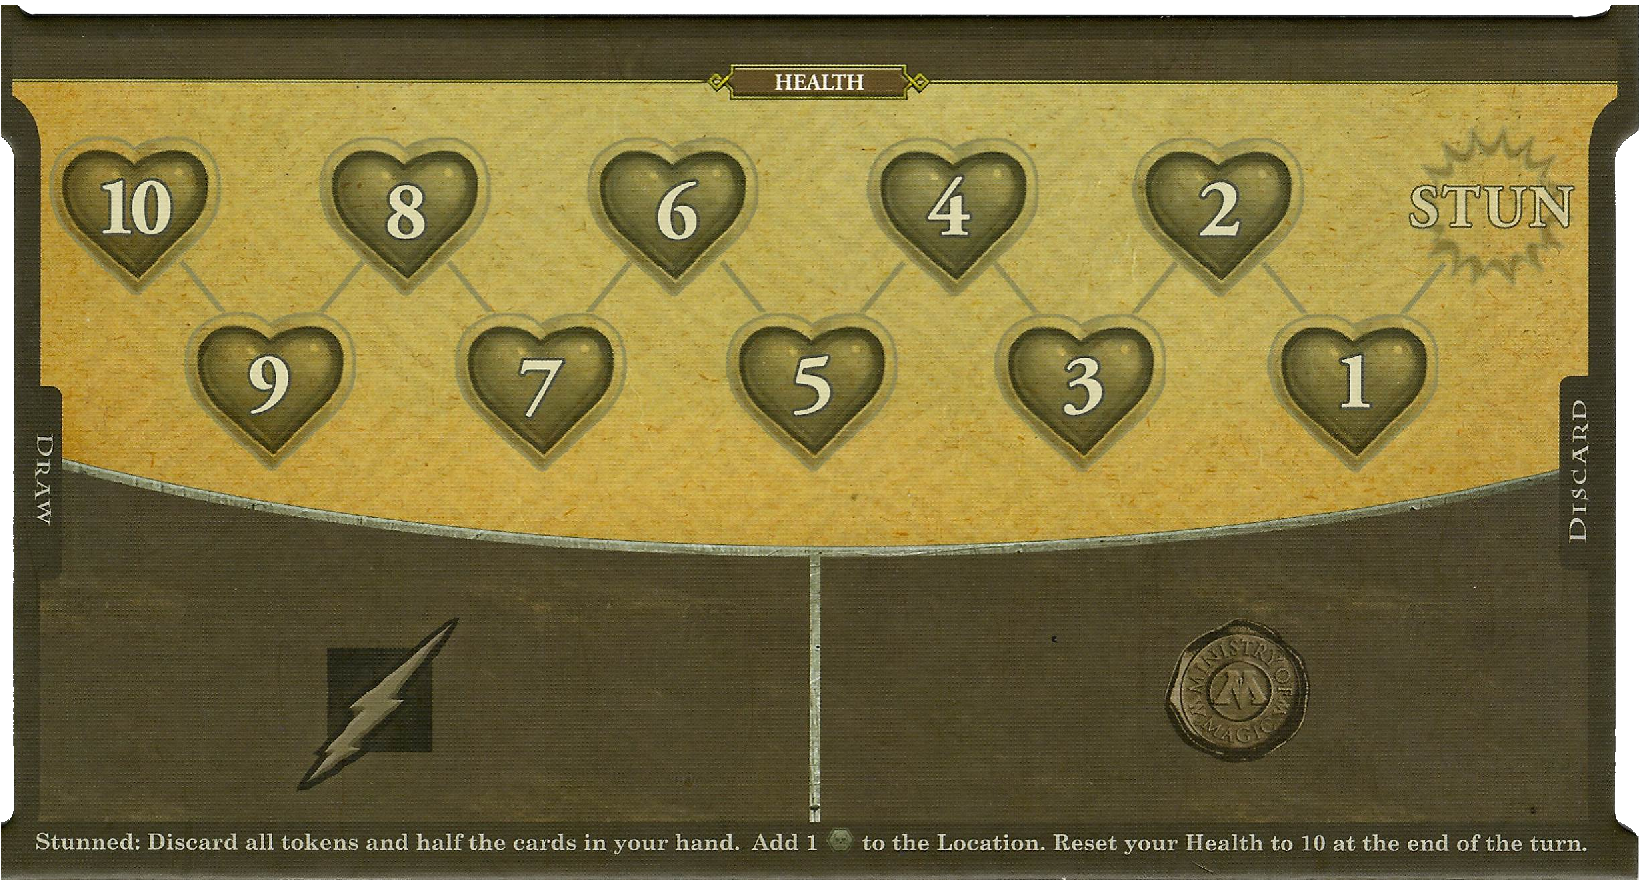 HEALTH
10 8 6 4 2 STUN
9 7 5 3 1
DRAW
DISCARD
MINISTRY OF MAGIC
M
Stunned: Discard all tokens and half the cards in your hand. Add 1 to the Location. Reset your Health to 10 at the end of the turn.